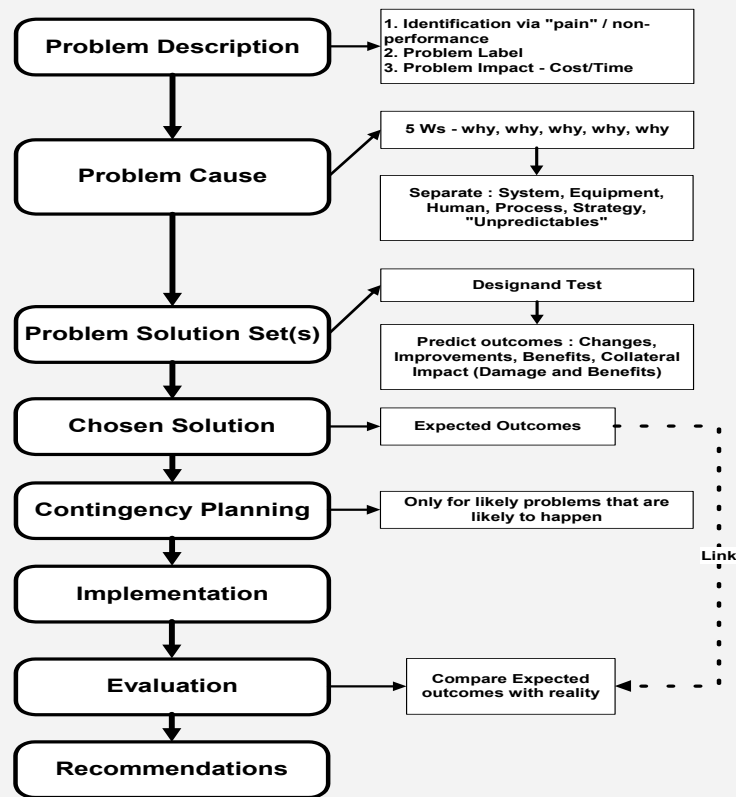 Problem Description
1. Identification via "pain" / non-
performance
2. Problem Label
3. Problem Impact - Cost/Time
Problem Cause
5 Ws - why, why, why, why, why
Separate : System, Equipment,
Human, Process, Strategy,
"Unpredictables"
Problem Solution Set(s)
Designand Test
Predict outcomes : Changes,
Improvements, Benefits, Collateral
Impact (Damage and Benefits)
Chosen Solution
Expected Outcomes
Contingency Planning
Only for likely problems that are
likely to happen
Link
Implementation
Evaluation
Compare Expected
outcomes with reality
Recommendations